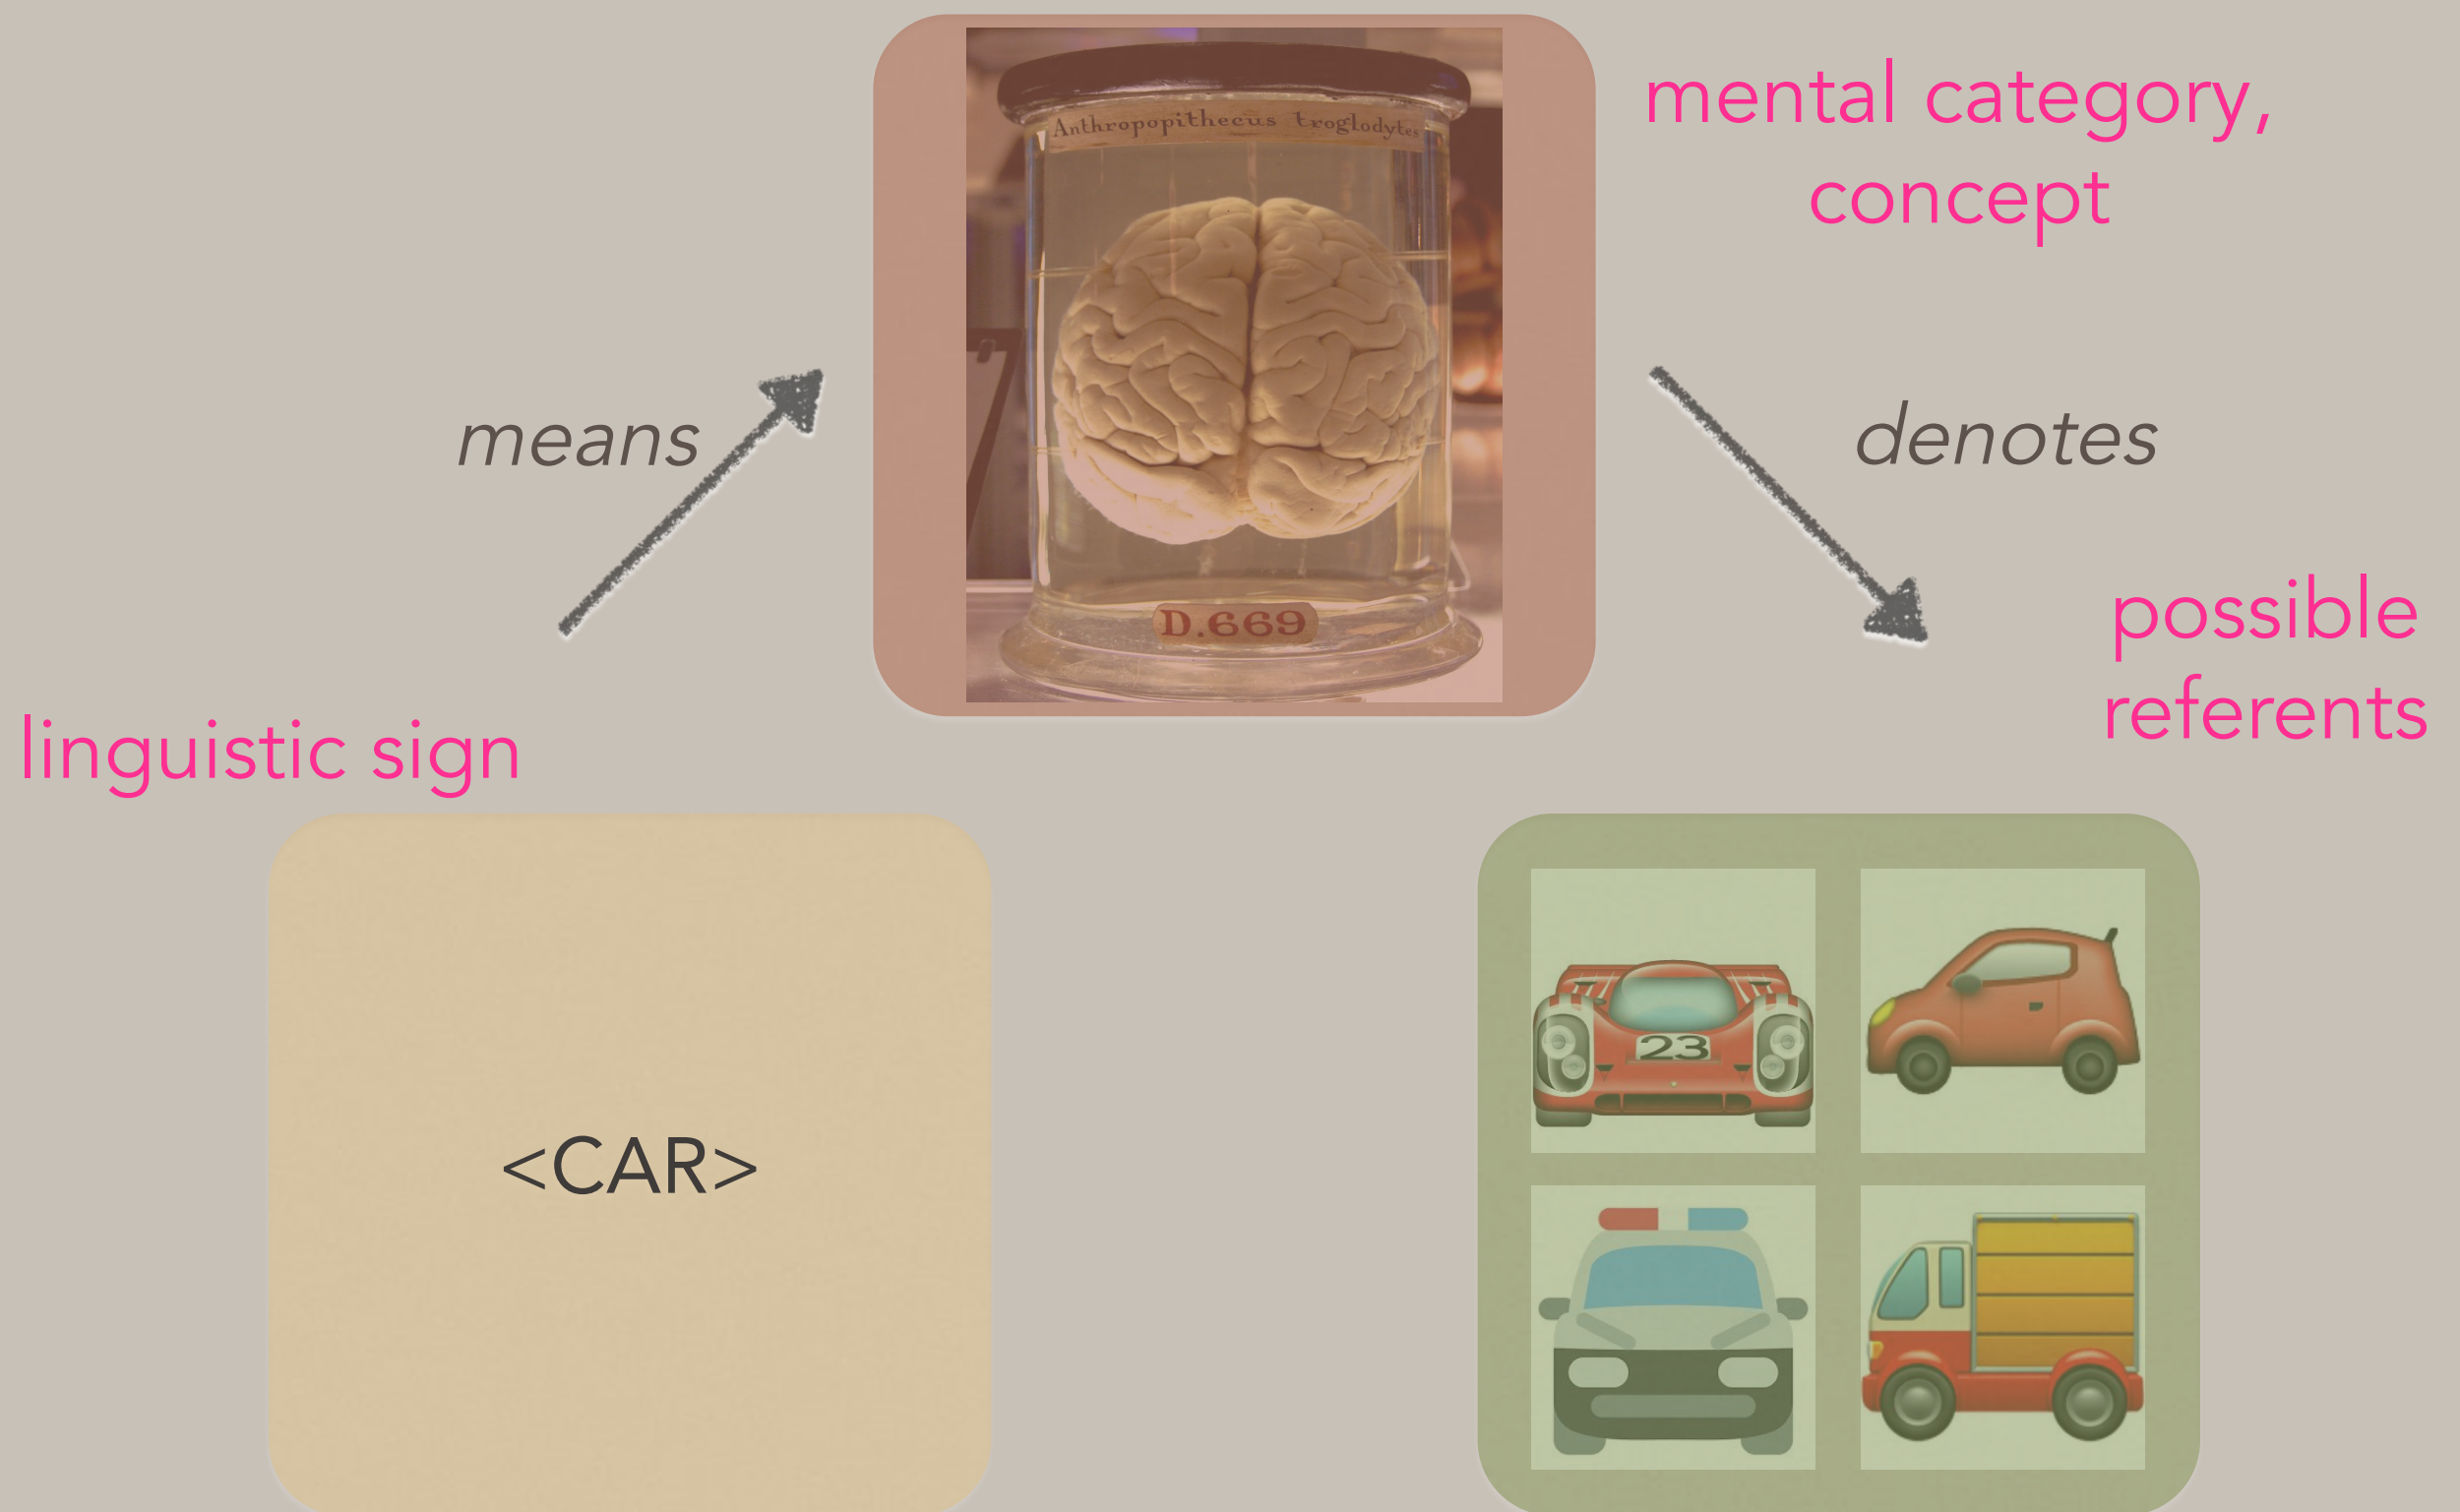 Anthropopithecus troglodytes
mental category,
concept
means
denotes
D.669
possible
referents
linguistic sign
23
<CAR>